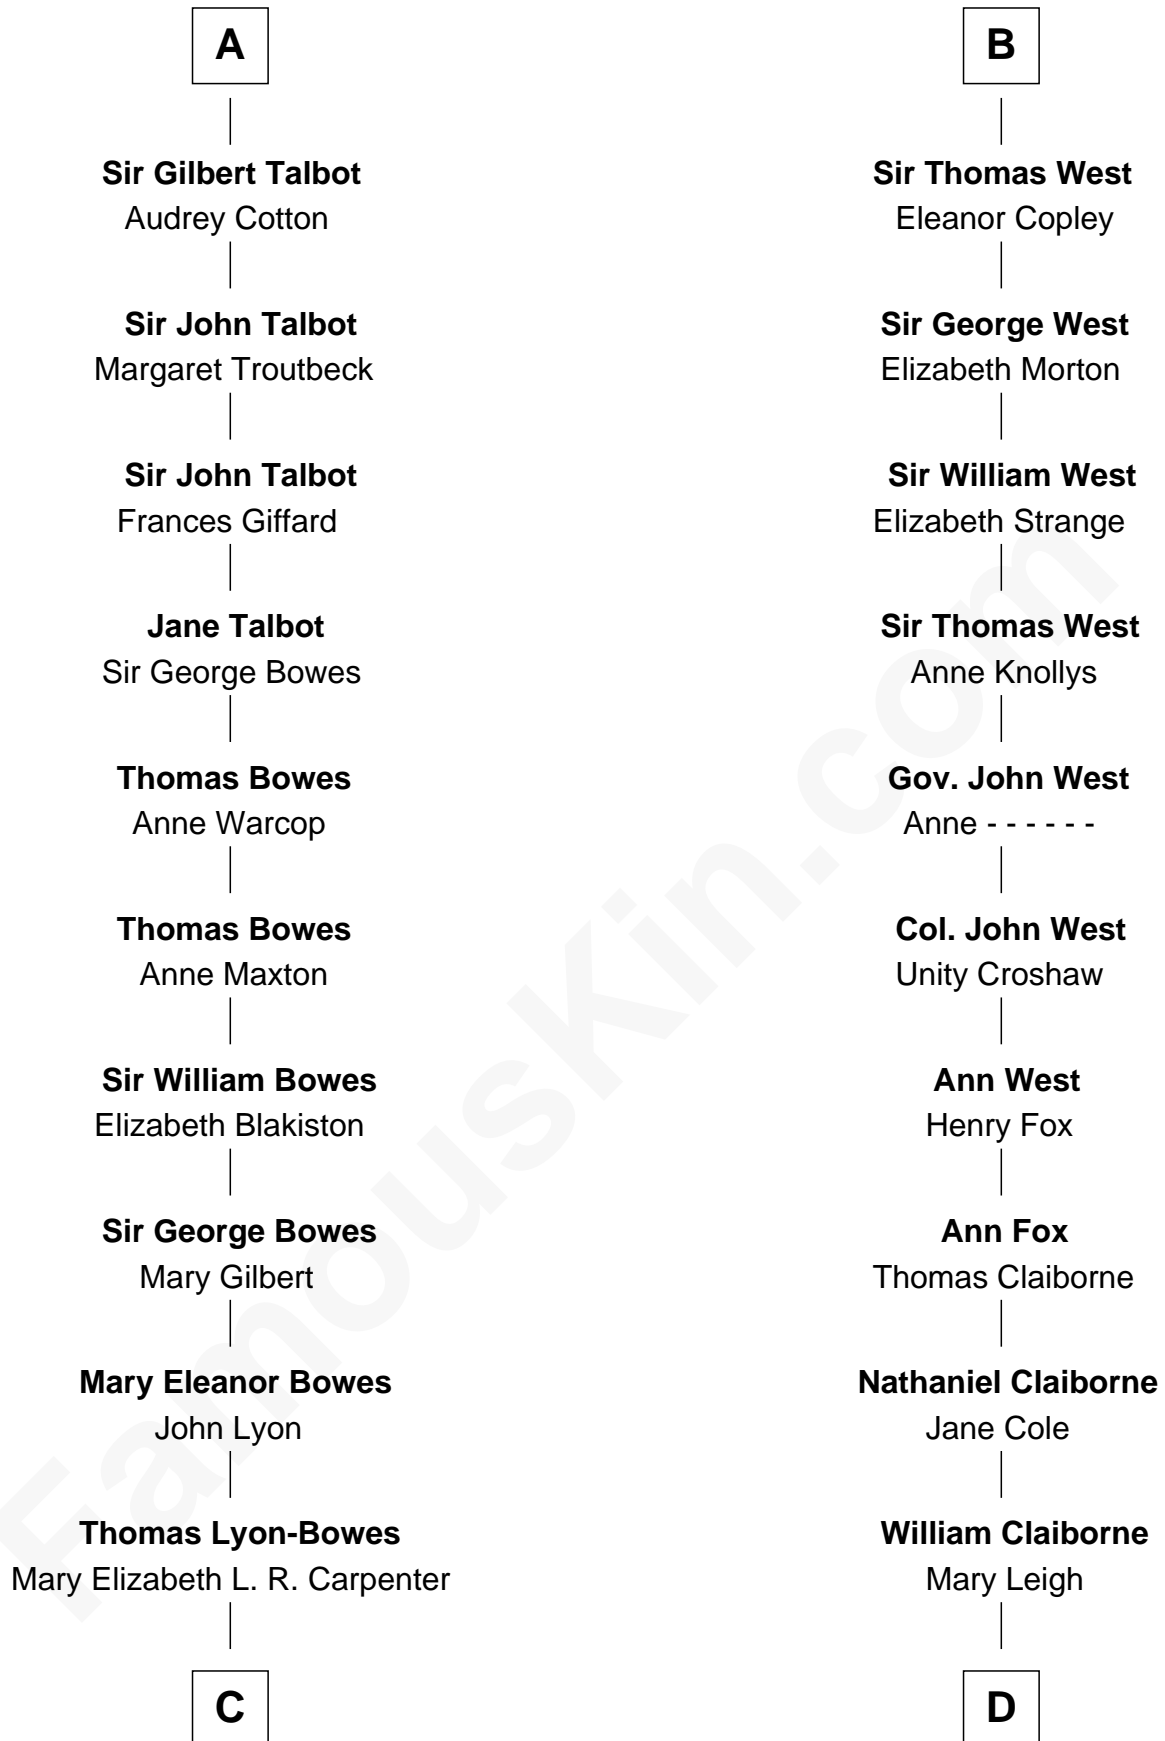 A
Sir Gilbert Talbot
Audrey Cotton
Sir John Talbot
Margaret Troutbeck
Sir John Talbot
Frances Giffard
Jane Talbot
Sir George Bowes
Thomas Bowes
Anne Warcop
Thomas Bowes
Anne Maxton
Sir William Bowes
Elizabeth Blakiston
Sir George Bowes
Mary Gilbert
Mary Eleanor Bowes
John Lyon
Thomas Lyon-Bowes
Mary Elizabeth L. R. Carpenter
C
B
Sir Thomas West
Eleanor Copley
Sir George West
Elizabeth Morton
Sir William West
Elizabeth Strange
Sir Thomas West
Anne Knollys
Gov. John West
Anne - - - - - -
Col. John West
Unity Croshaw
Ann West
Henry Fox
Ann Fox
Thomas Claiborne
Nathaniel Claiborne
Jane Cole
William Claiborne
Mary Leigh
D
FamousKin.com